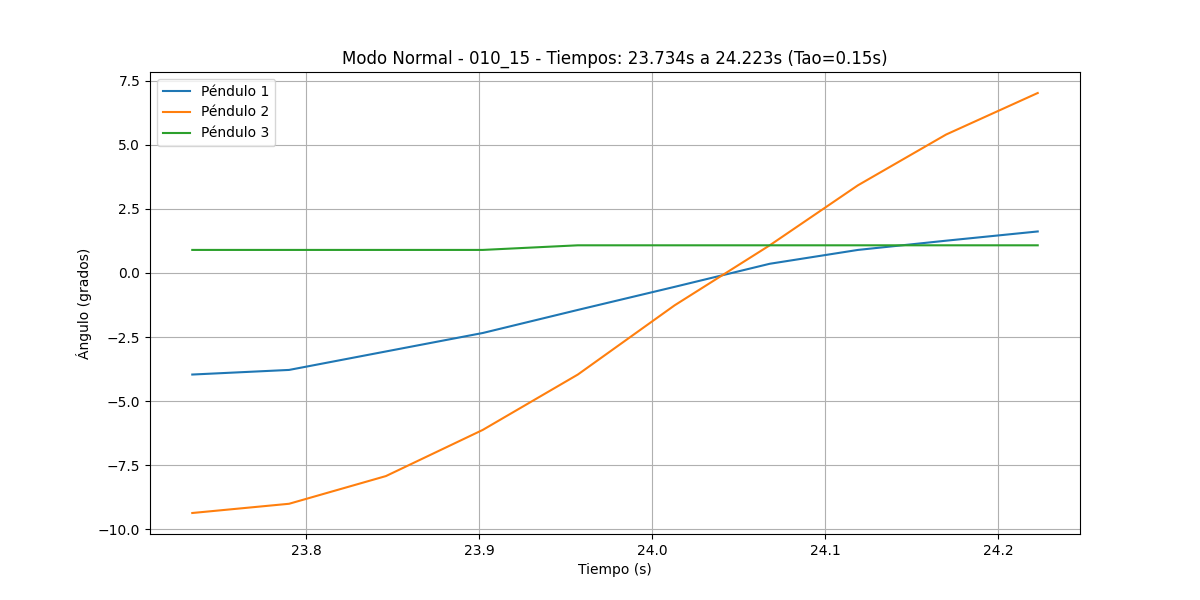 Modo Normal - 010_15 - Tiempos: 23.734s a 24.223s (Tao=0.15s)
Péndulo 1
Péndulo 2
Péndulo 3
Ángulo (grados)
7.5
5.0
2.5
0.0
−2.5
−5.0
−7.5
−10.0
23.8 23.9 24.0 24.1 24.2
Tiempo (s)